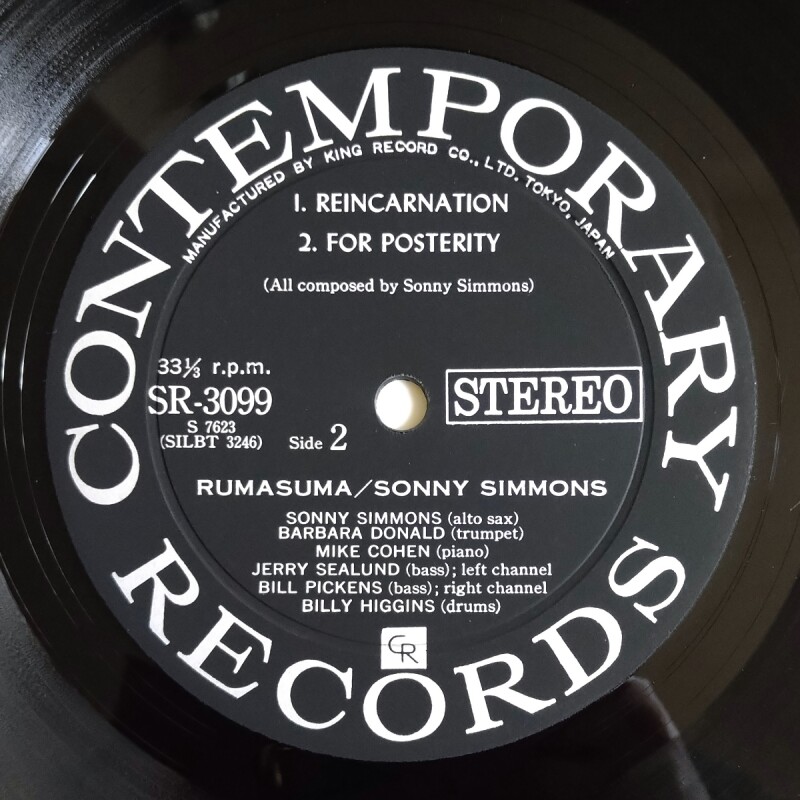 CONTEMPORARY
MANUFACTURED BY KING RECORD CO., LTD. TOKYO, JAPAN
1. REINCARNATION
2. FOR POSTERITY
(All composed by Sonny Simmons)
33⅓ r.p.m.
SR-3099
S 7623
(SILBT 3246)
Side 2
STEREO
RUMASUMA/SONNY SIMMONS
SONNY SIMMONS (alto sax)
BARBARA DONALD (trumpet)
MIKE COHEN (piano)
JERRY SEALUND (bass); left channel
BILL PICKENS (bass); right channel
BILLY HIGGINS (drums)
CR
RECORDS